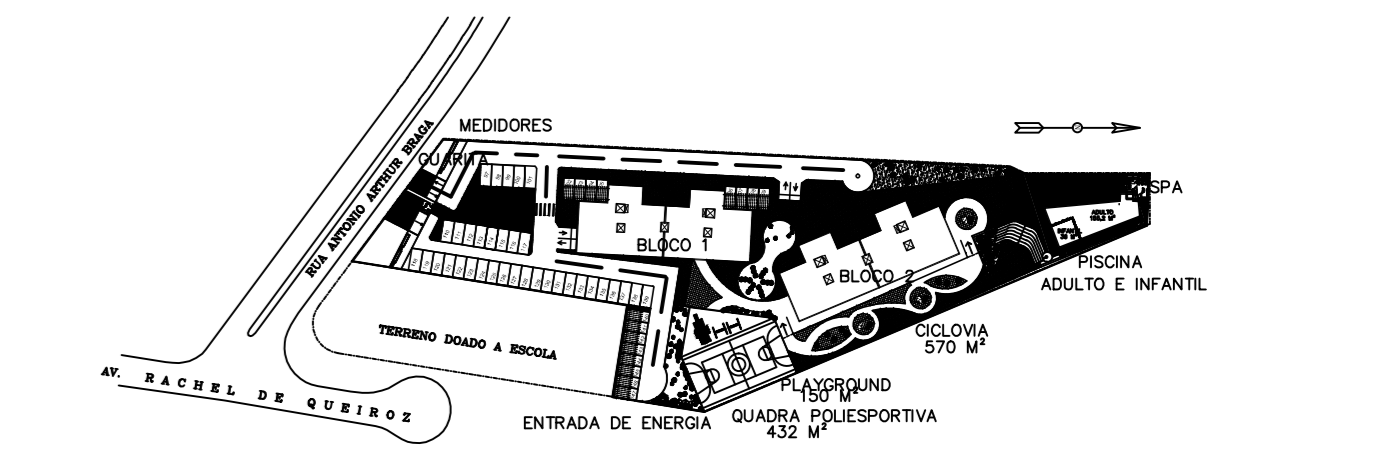 MEDIDORES
GUARITA
RUA ANTONIO ARTHUR BRAGA
SPA
ADULTO
BLOCO 1
BLOCO 2
PISCINA
ADULTO E INFANTIL
CICLOVIA
570 M²
TERRENO DOADO A ESCOLA
AV. RACHEL DE QUEIROZ
PLAYGROUND
150 M²
QUADRA POLIESPORTIVA
432 M²
ENTRADA DE ENERGIA